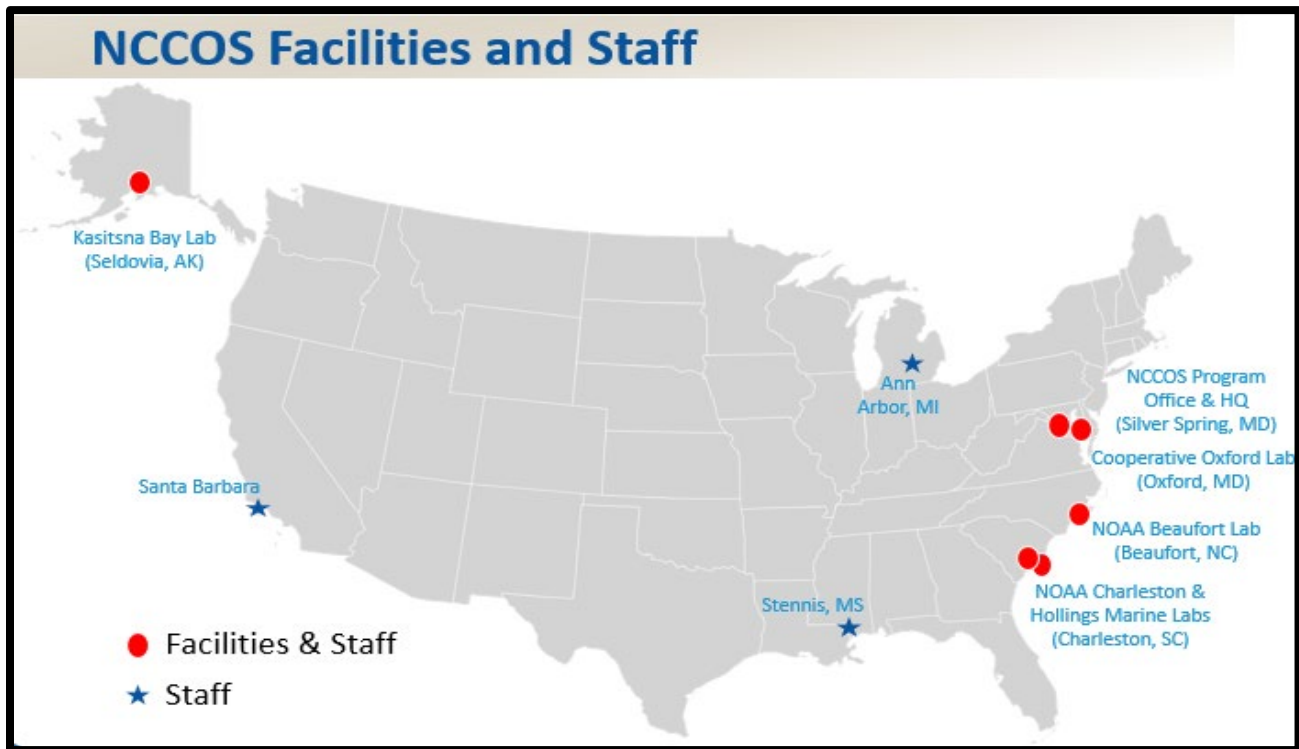 NCCOS Facilities and Staff
Kasitsna Bay Lab
(Seldovia, AK)
Ann
Arbor, MI
NCCOS Program
Office & HQ
(Silver Spring, MD)
Cooperative Oxford Lab
(Oxford, MD)
Santa Barbara
NOAA Beaufort Lab
(Beaufort, NC)
Stennis, MS
NOAA Charleston &
Hollings Marine Labs
(Charleston, SC)
Facilities & Staff
Staff